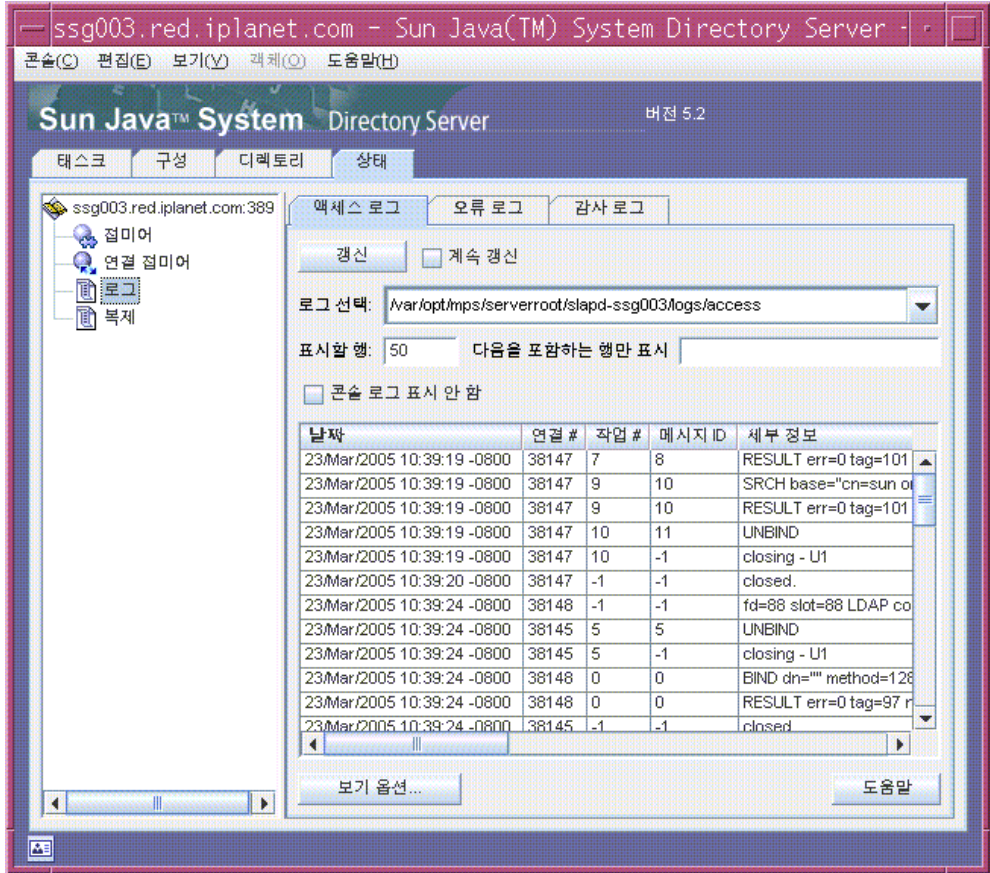 ssg003.red.iplanet.com – Sun Java(TM) System Directory Server -
콘솔(C) 편집(E) 보기(V) 객체(O) 도움말(H)
Sun Java™ System Directory Server 버전 5.2
태스크 구성 디렉토리 상태
ssg003.red.iplanet.com:389
접미어
연결 접미어
로그
복제
액세스 로그 오류 로그 감사 로그
갱신 계속 갱신
로그 선택: /var/opt/mps/serverroot/slapd-ssg003/logs/access
표시할 행: 50 다음을 포함하는 행만 표시
콘솔 로그 표시 안 함
날짜 연결 # 작업 # 메시지 ID 세부 정보
23/Mar/2005 10:39:19 -0800 38147 7 8 RESULT err=0 tag=101
23/Mar/2005 10:39:19 -0800 38147 9 10 SRCH base="cn=sun
23/Mar/2005 10:39:19 -0800 38147 9 10 RESULT err=0 tag=101
23/Mar/2005 10:39:19 -0800 38147 10 11 UNBIND
23/Mar/2005 10:39:19 -0800 38147 10 -1 closing - U1
23/Mar/2005 10:39:20 -0800 38147 -1 -1 closed.
23/Mar/2005 10:39:24 -0800 38148 -1 -1 fd=88 slot=88 LDAP co
23/Mar/2005 10:39:24 -0800 38145 5 5 UNBIND
23/Mar/2005 10:39:24 -0800 38145 5 -1 closing - U1
23/Mar/2005 10:39:24 -0800 38148 0 0 BIND dn="" method=128
23/Mar/2005 10:39:24 -0800 38148 0 0 RESULT err=0 tag=97
23/Mar/2005 10:39:24 -0800 38145 -1 -1 closed
보기 옵션... 도움말